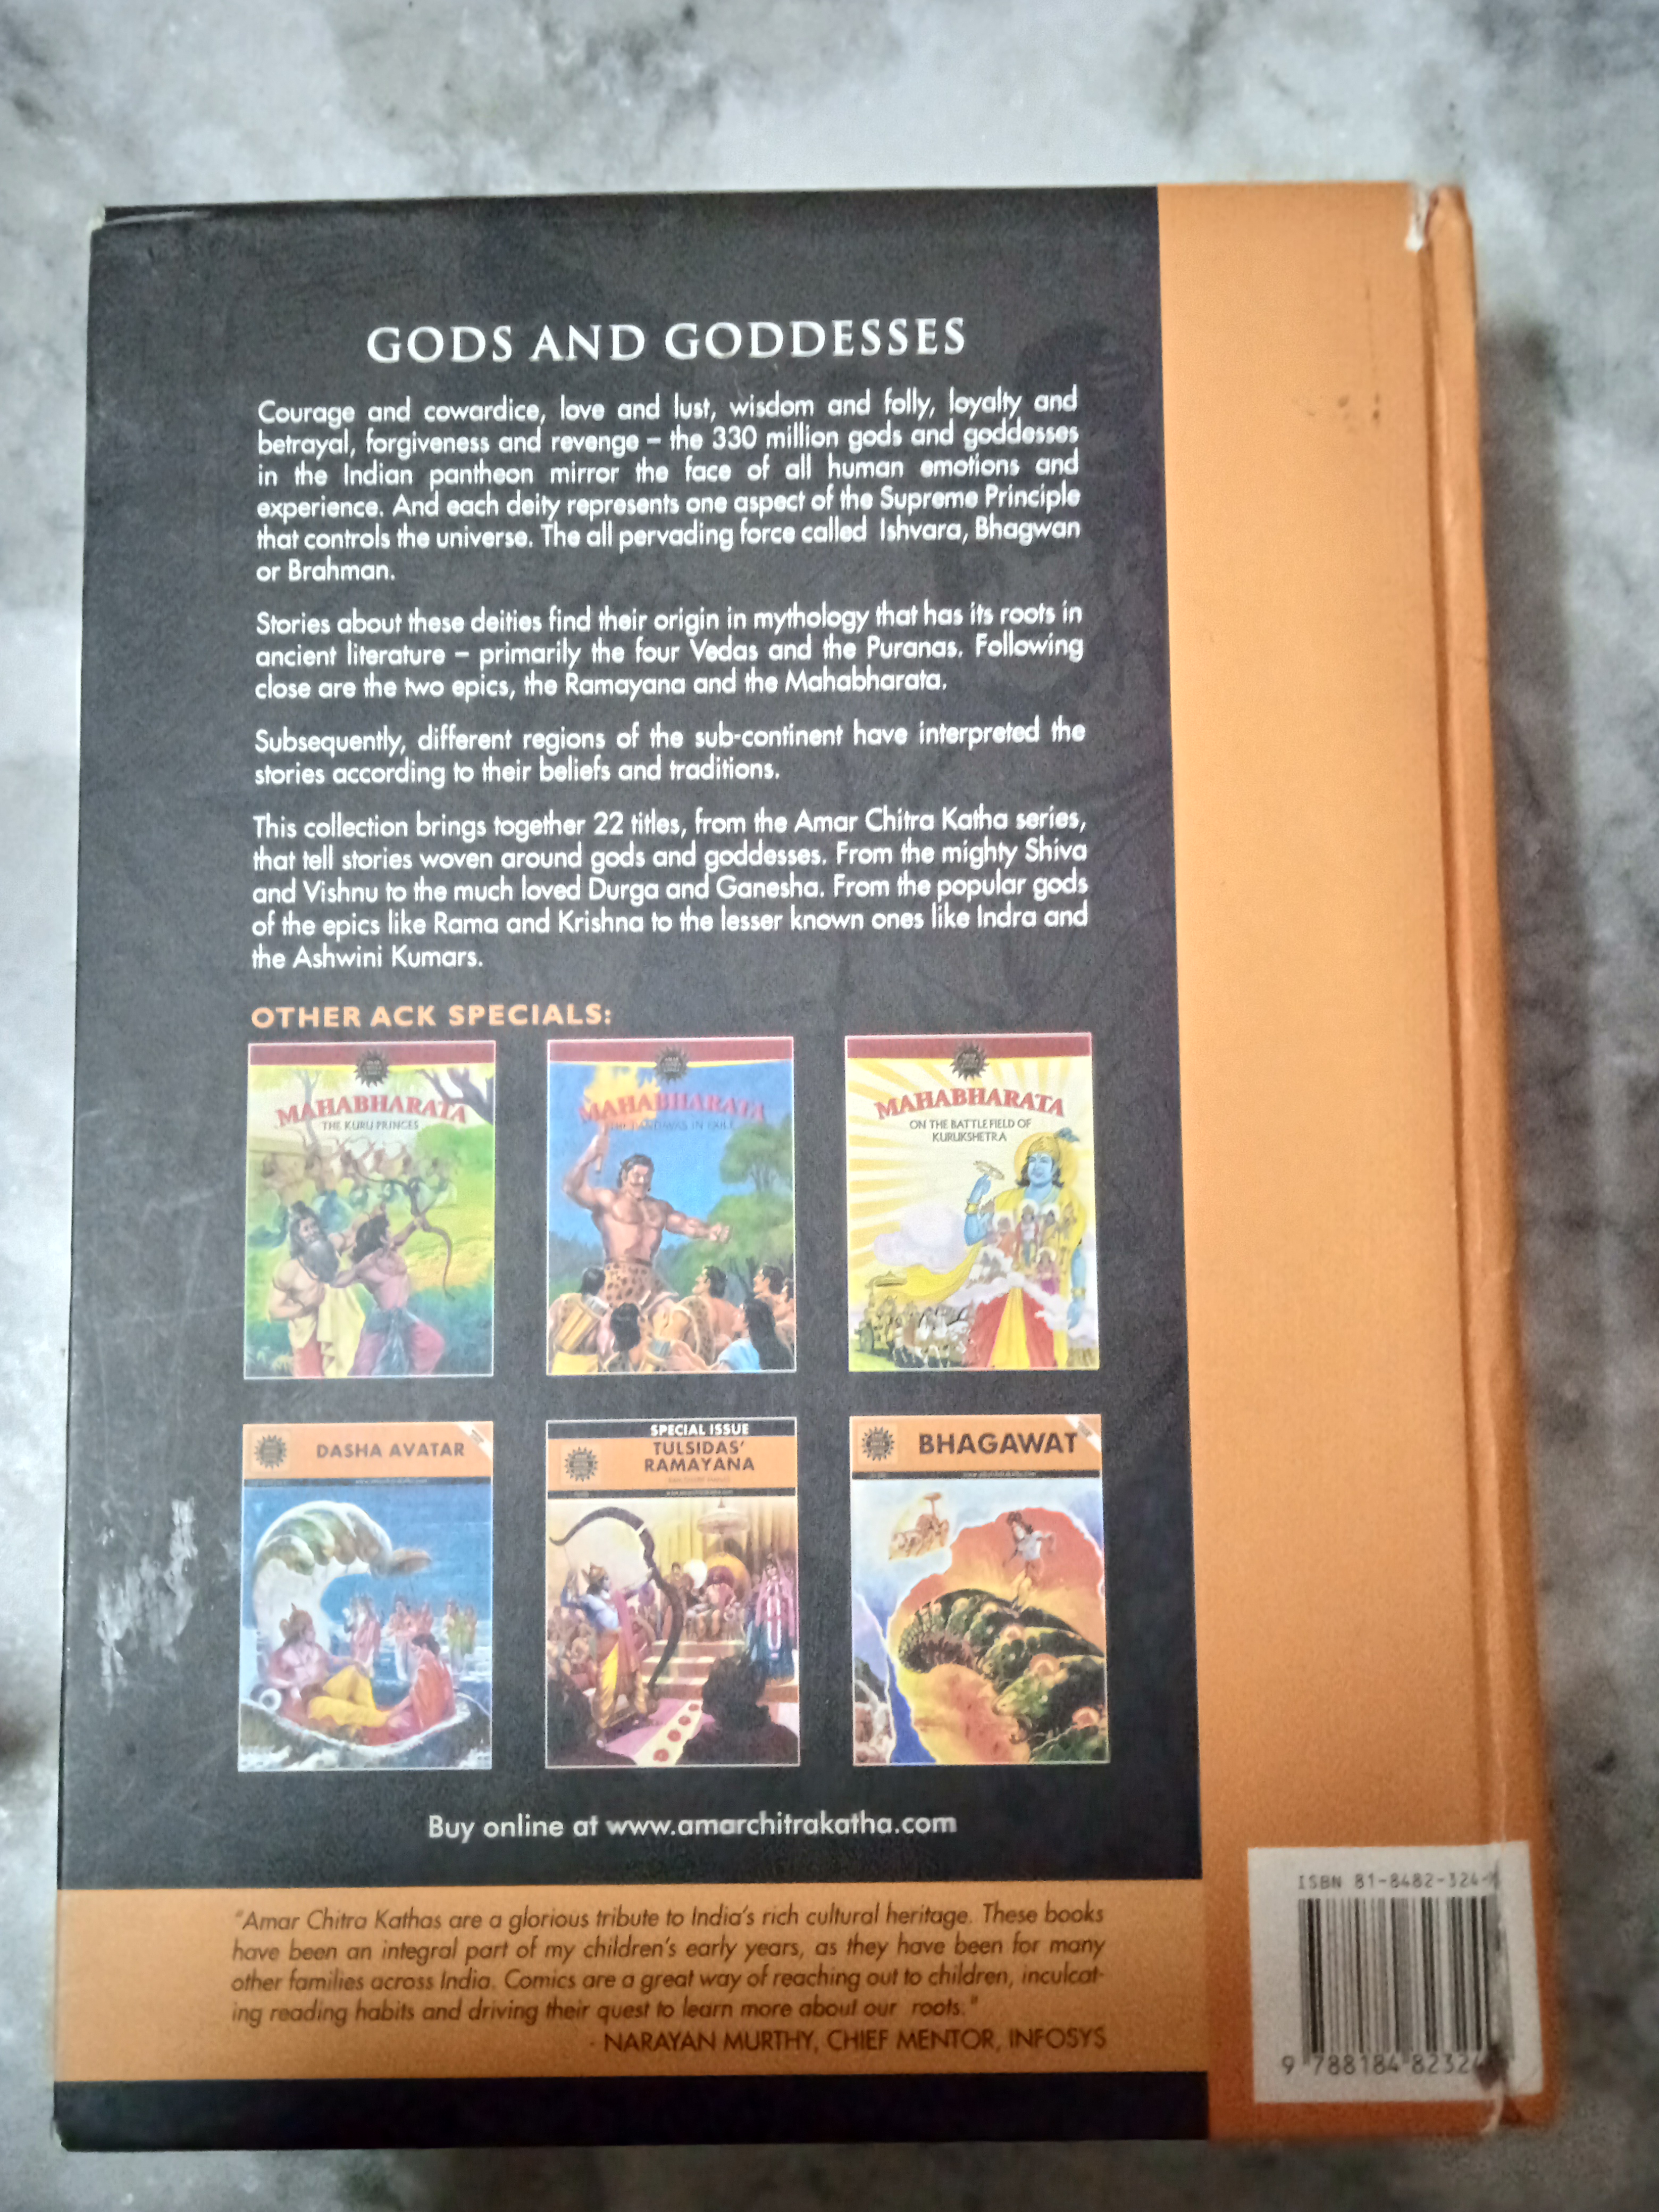 GODS AND GODDESSES
Courage and cowardice, love and lust, wisdom and folly, loyalty and
betrayal, forgiveness and revenge – the 330 million gods and goddesses
in the Indian pantheon mirror the face of all human emotions and
experience. And each deity represents one aspect of the Supreme Principle
that controls the universe. The all pervading force called Ishvara, Bhagwan
or Brahman.
Stories about these deities find their origin in mythology that has its roots in
ancient literature – primarily the four Vedas and the Puranas. Following
close are the two epics, the Ramayana and the Mahabharata.
Subsequently, different regions of the sub-continent have interpreted the
stories according to their beliefs and traditions.
This collection brings together 22 titles, from the Amar Chitra Katha series,
that tell stories woven around gods and goddesses. From the mighty Shiva
and Vishnu to the much loved Durga and Ganesha. From the popular gods
of the epics like Rama and Krishna to the lesser known ones like Indra and
the Ashwini Kumars.
OTHER ACK SPECIALS:
MAHABHARATA
THE KURU PRINCES
MAHABHARATA
MAHABHARATA
ON THE BATTLEFIELD OF
KURUKSHETRA
DASHA AVATAR
SPECIAL ISSUE
TULSIDAS'
RAMAYANA
BHAGAWAT
Buy online at www.amarchitrakatha.com
"Amar Chitra Kathas are a glorious tribute to India's rich cultural heritage. These books
have been an integral part of my children's early years, as they have been for many
other families across India. Comics are a great way of reaching out to children, inculcat-
ing reading habits and driving their quest to learn more about our roots."
- NARAYAN MURTHY, CHIEF MENTOR, INFOSYS
ISBN 81-8482-324-
9 788184 82324